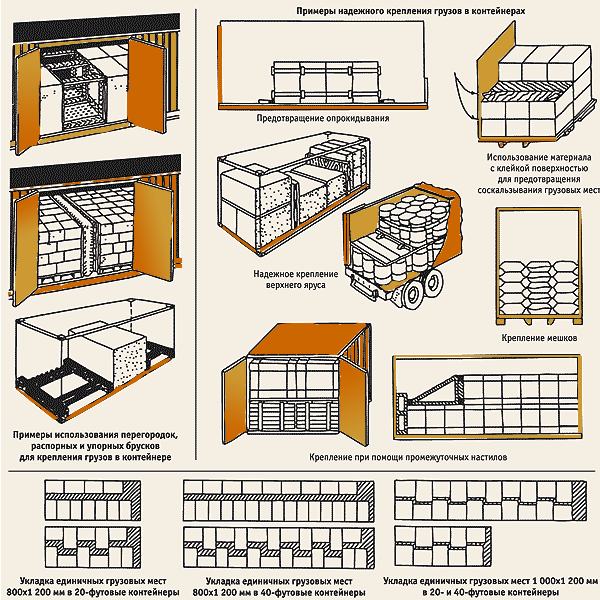 Примеры надежного крепления грузов в контейнерах
Предотвращение опрокидывания
Использование материала
с клейкой поверхностью
для предотвращения
соскальзывания грузовых мест
Надежное крепление
верхнего яруса
Крепление мешков
Примеры использования перегородок,
распорных и упорных брусков
для крепления грузов в контейнере
Крепление при помощи промежуточных настилов
Укладка единичных грузовых мест
800х1 200 мм в 20-футовые контейнеры
Укладка единичных грузовых мест
800х1 200 мм в 40-футовые контейнеры
Укладка единичных грузовых мест 1 000х1 200 мм
в 20- и 40-футовые контейнеры